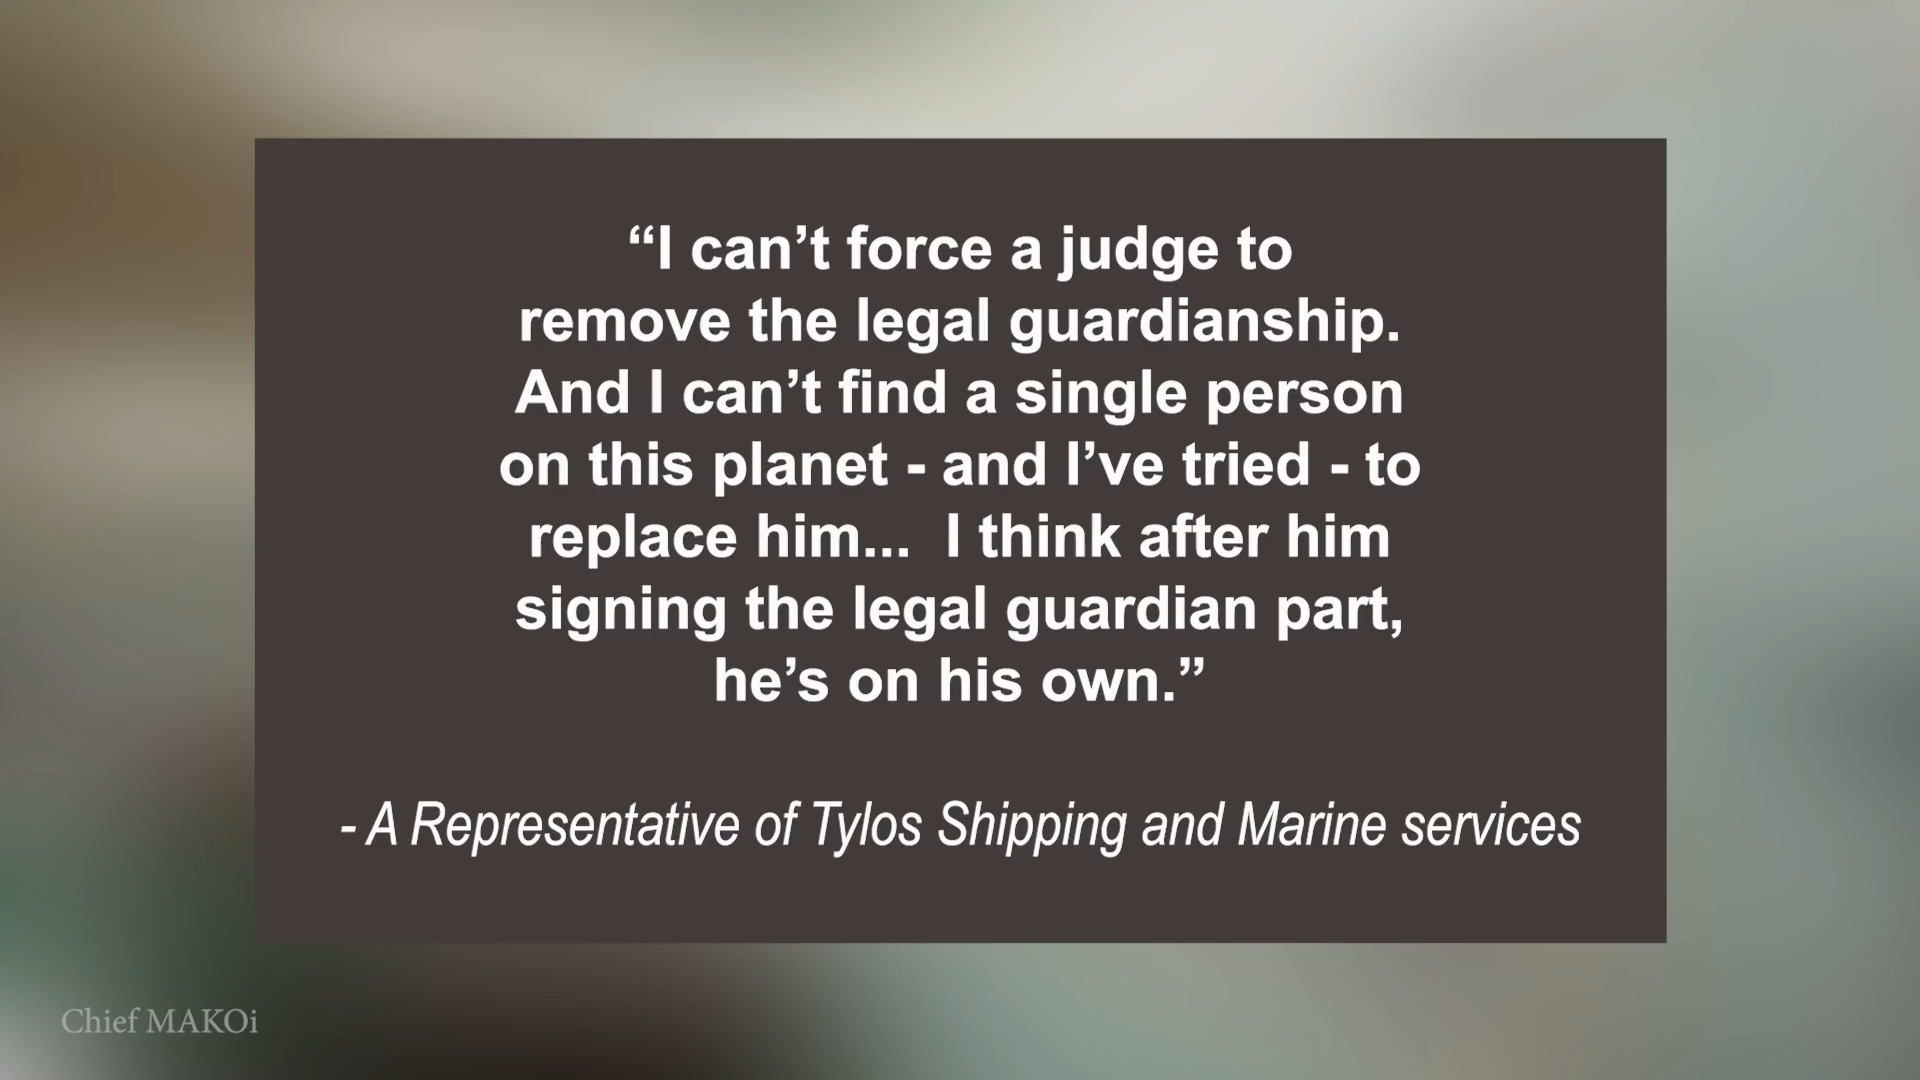 “I can’t force a judge to
remove the legal guardianship.
And I can’t find a single person
on this planet - and I’ve tried - to
replace him...  I think after him
signing the legal guardian part,
he’s on his own.”
- A Representative of Tylos Shipping and Marine services
Chief MAKOi